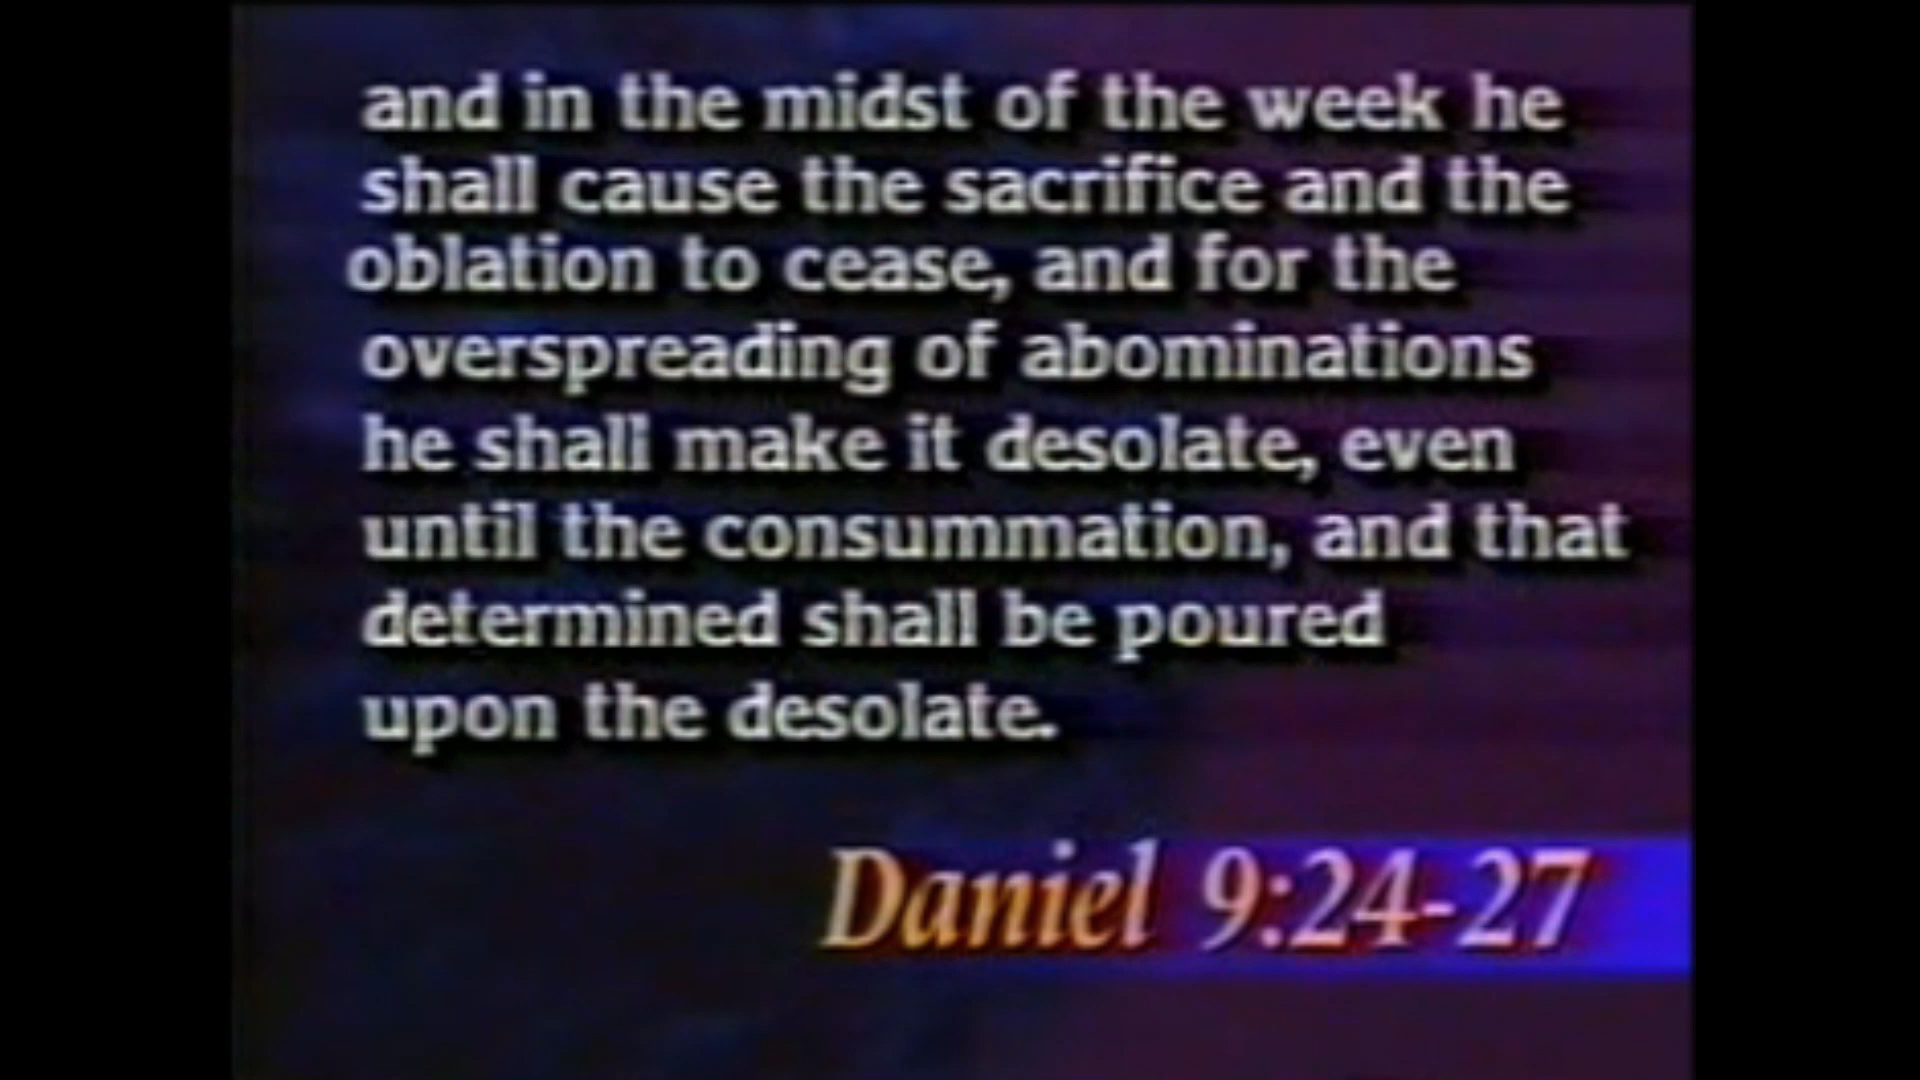 and in the midst of the week he
shall cause the sacrifice and the
oblation to cease, and for the
overspreading of abominations
he shall make it desolate, even
until the consummation, and that
determined shall be poured
upon the desolate.
Daniel 9:24-27